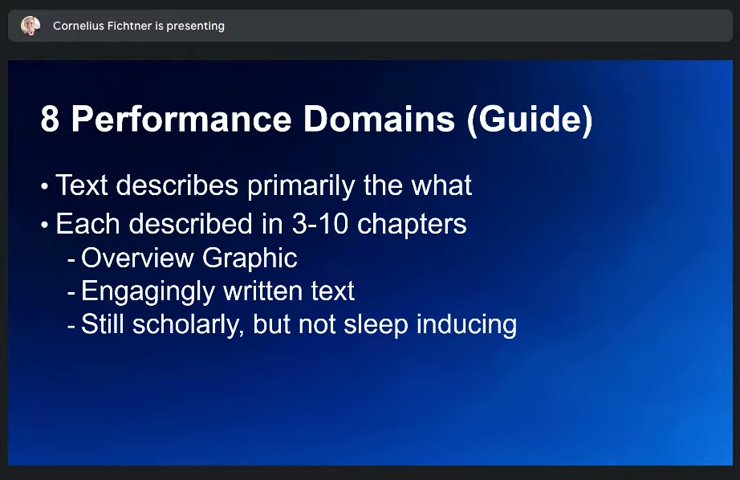 Cornelius Fichtner is presenting
8 Performance Domains (Guide)
• Text describes primarily the what
• Each described in 3-10 chapters
- Overview Graphic
- Engagingly written text
- Still scholarly, but not sleep inducing